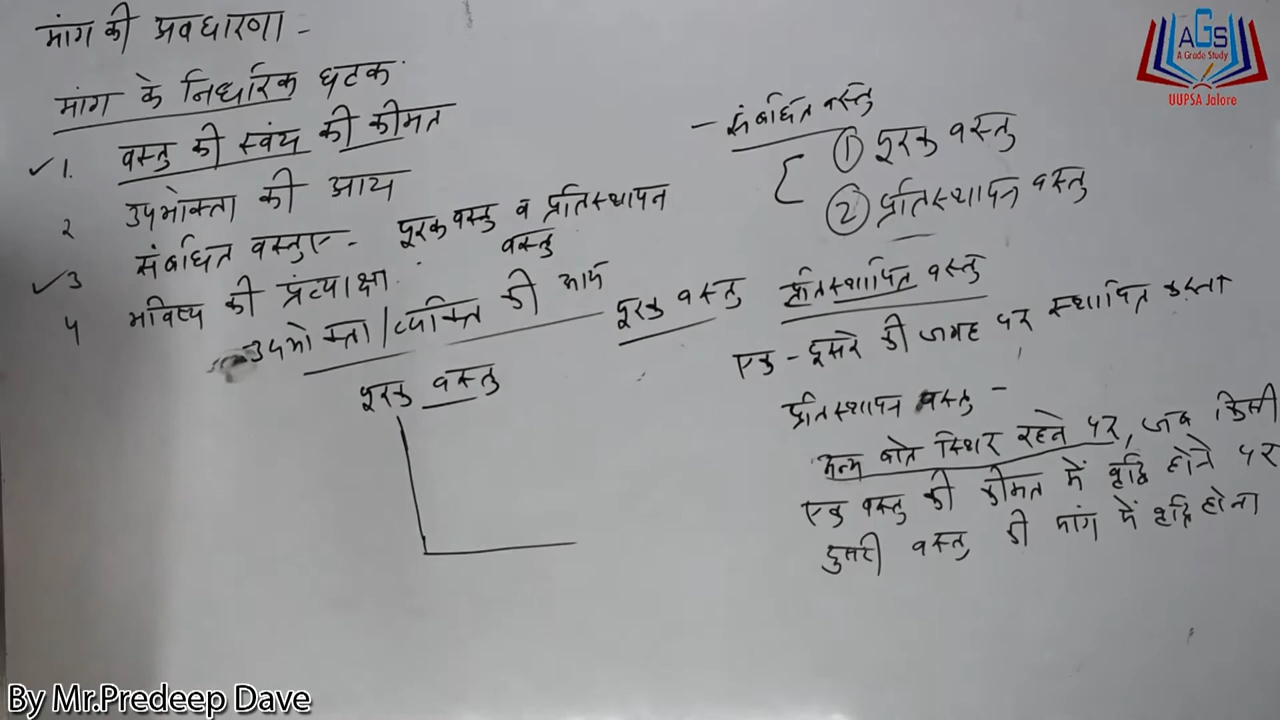 मांग की अवधारणा -
मांग के निर्धारक घटक
✓ 1. वस्तु की स्वंय की कीमत
2 उपभोक्ता की आय
✓ 3 संबंधित वस्तुए - पूरक वस्तु व प्रतिस्थापन वस्तु
4 भविष्य की प्रत्याक्षा
उपभोक्ता / व्यक्ति की आय
पूरक वस्तु
- संबंधित वस्तु
① पूरक वस्तु
② प्रतिस्थापन वस्तु
पूरक वस्तु प्रतिस्थापित वस्तु
एक - दूसरे की जगह पर स्थापित करना
प्रतिस्थापन वस्तु -
अन्य बाते स्थिर रहने पर, जब किसी
एक वस्तु की कीमत में वृद्धि होने पर
दुसरी वस्तु की मांग में वृद्धि होना
AGS
A Grade Study
UUPSA Jalore
By Mr.Predeep Dave